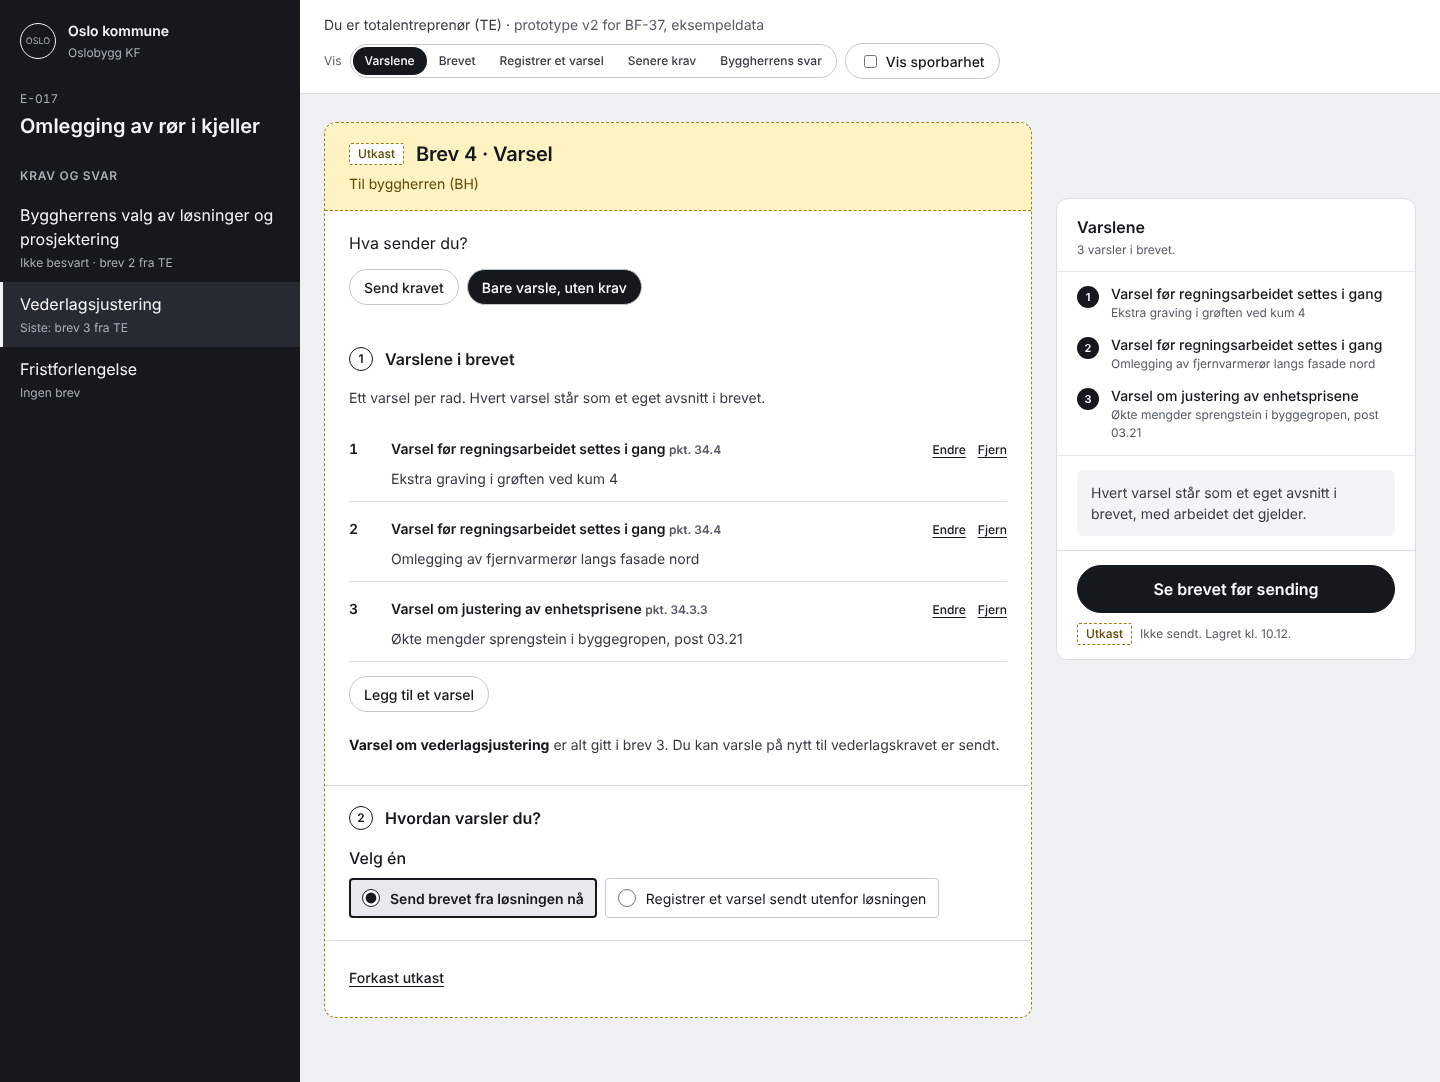 OSLO
Oslo kommune
Oslobygg KF
E-017
Omlegging av rør i kjeller
KRAV OG SVAR
Byggherrens valg av løsninger og
prosjektering
Ikke besvart · brev 2 fra TE
Vederlagsjustering
Siste: brev 3 fra TE
Fristforlengelse
Ingen brev
Du er totalentreprenør (TE) · prototype v2 for BF-37, eksempeldata
Vis Varslene Brevet Registrer et varsel Senere krav Byggherrens svar Vis sporbarhet
Utkast Brev 4 · Varsel
Til byggherren (BH)
Hva sender du?
Send kravet Bare varsle, uten krav
1 Varslene i brevet
Ett varsel per rad. Hvert varsel står som et eget avsnitt i brevet.
1 Varsel før regningsarbeidet settes i gang pkt. 34.4 Endre Fjern
Ekstra graving i grøften ved kum 4
2 Varsel før regningsarbeidet settes i gang pkt. 34.4 Endre Fjern
Omlegging av fjernvarmerør langs fasade nord
3 Varsel om justering av enhetsprisene pkt. 34.3.3 Endre Fjern
Økte mengder sprengstein i byggegropen, post 03.21
Legg til et varsel
Varsel om vederlagsjustering er alt gitt i brev 3. Du kan varsle på nytt til vederlagskravet er sendt.
2 Hvordan varsler du?
Velg én
Send brevet fra løsningen nå Registrer et varsel sendt utenfor løsningen
Forkast utkast
Varslene
3 varsler i brevet.
1 Varsel før regningsarbeidet settes i gang
Ekstra graving i grøften ved kum 4
2 Varsel før regningsarbeidet settes i gang
Omlegging av fjernvarmerør langs fasade nord
3 Varsel om justering av enhetsprisene
Økte mengder sprengstein i byggegropen, post
03.21
Hvert varsel står som et eget avsnitt i
brevet, med arbeidet det gjelder.
Se brevet før sending
Utkast Ikke sendt. Lagret kl. 10.12.